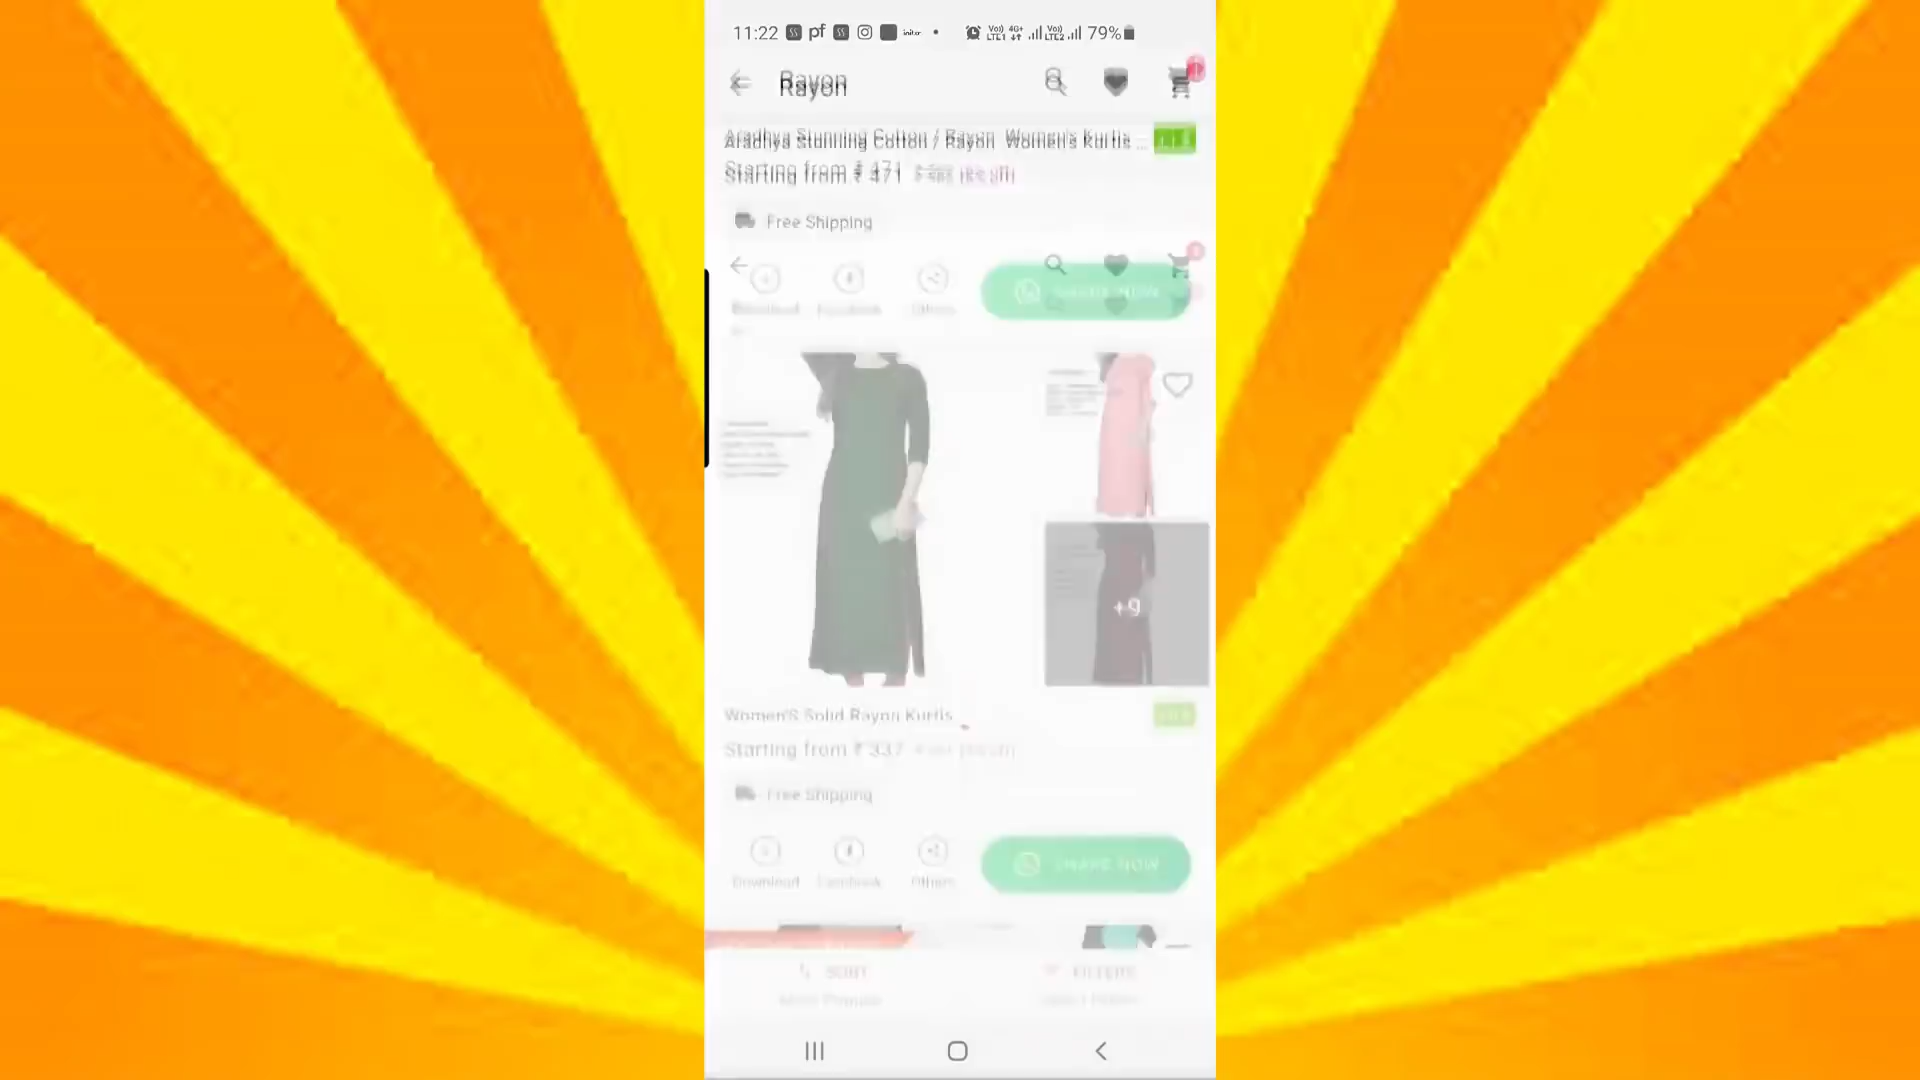 11:22 pf 79%
Rayon
Aradhya Stunning Cotton / Rayon Women's Kurtis ...
Starting from ₹ 471
Free Shipping
Download Facebook Others SHARE NOW
+9
Women'S Solid Rayon Kurtis
Starting from ₹ 337
Free Shipping
Download Facebook Others SHARE NOW
SORT FILTERS